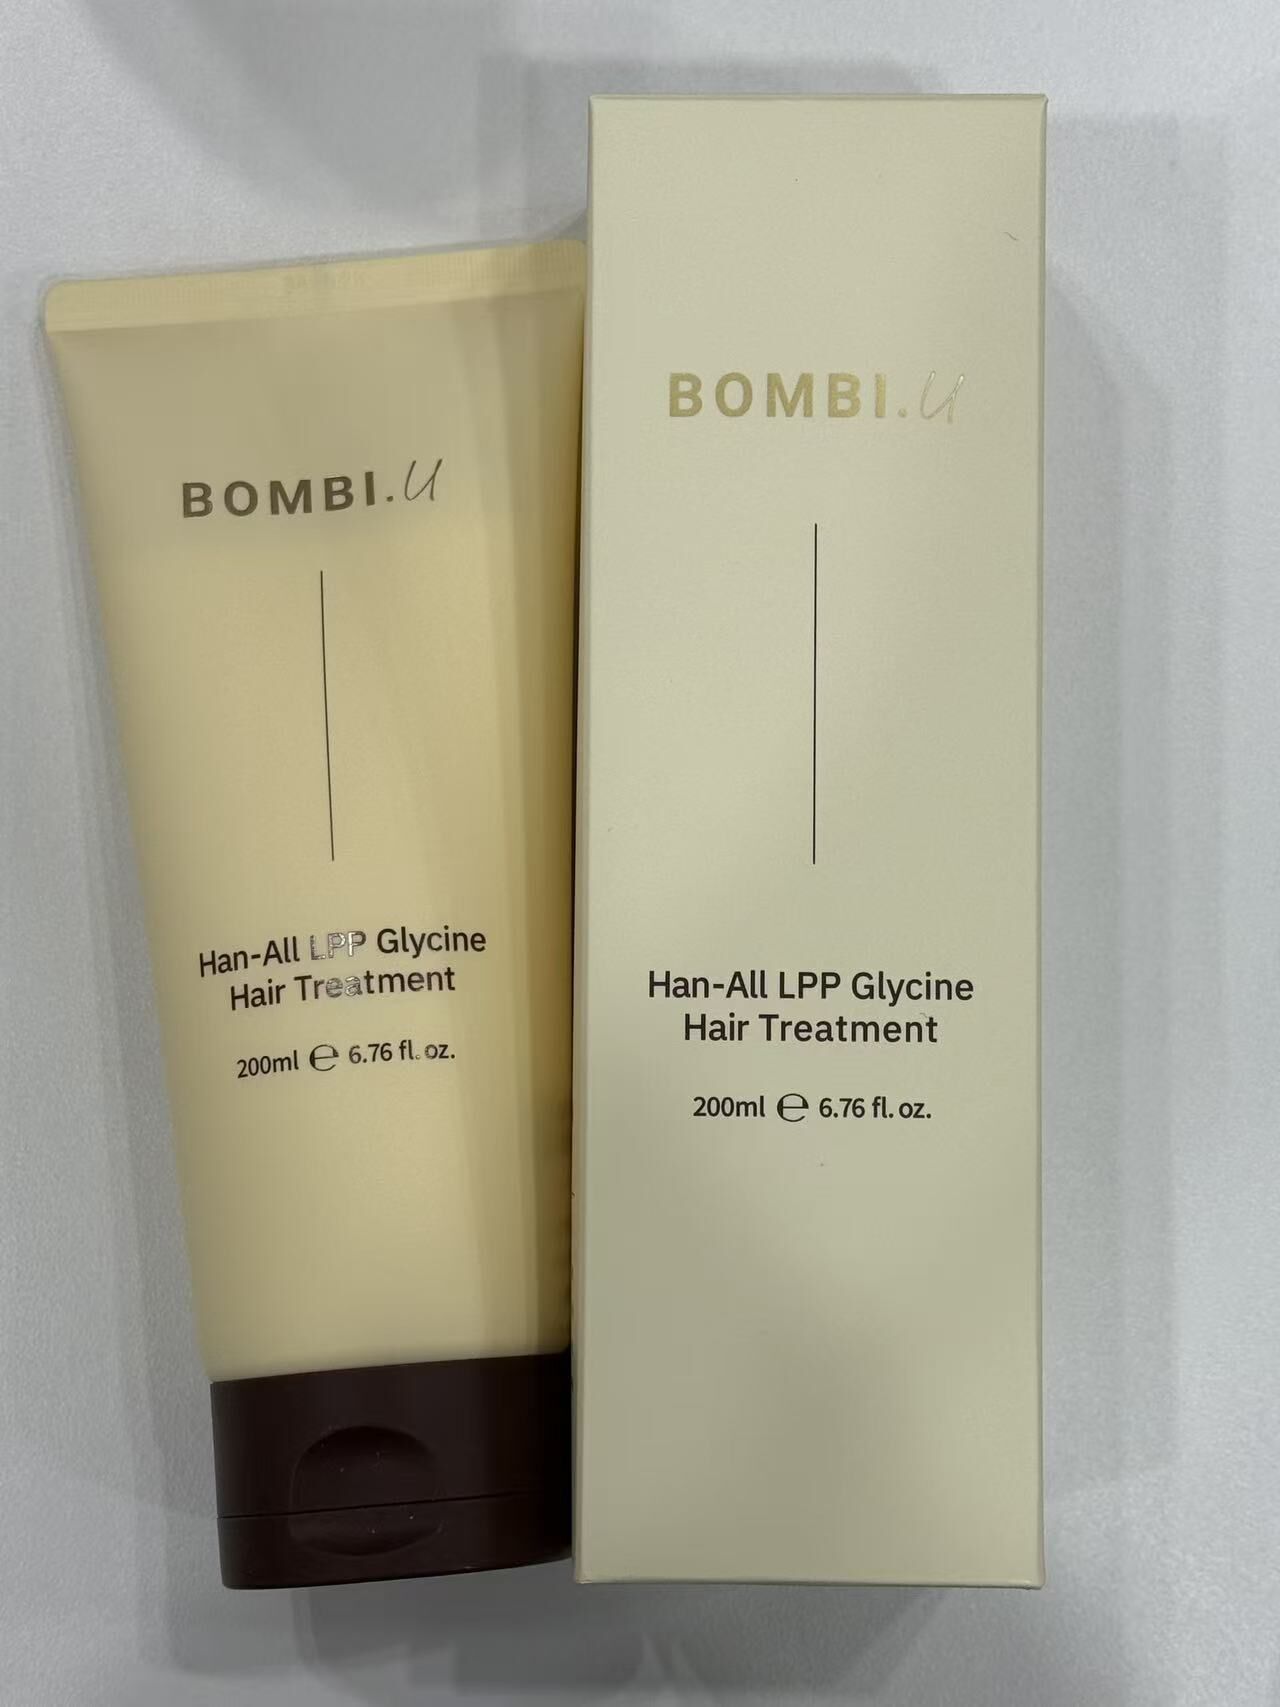 BOMBI.U
Han-All LPP Glycine
Hair Treatment
200ml ℮ 6.76 fl. oz.
BOMBI.U
Han-All LPP Glycine
Hair Treatment
200ml ℮ 6.76 fl. oz.